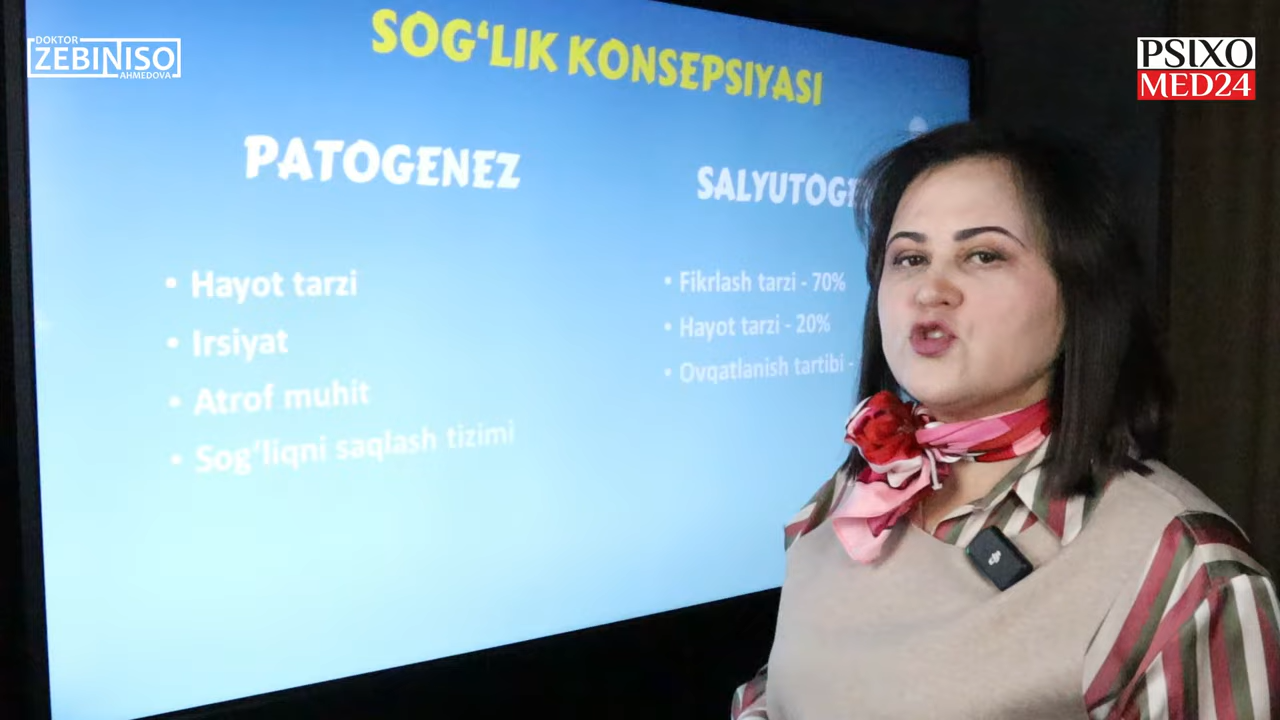 DOKTOR
ZEBINISO
AHMEDOVA
PSIXO
MED24
SOG‘LIK KONSEPSIYASI
PATOGENEZ
• Hayot tarzi
• Irsiyat
• Atrof muhit
• Sog’liqni saqlash tizimi
• Fikrlash tarzi - 70%
• Hayot tarzi - 20%
• Ovqatlanish tartibi -